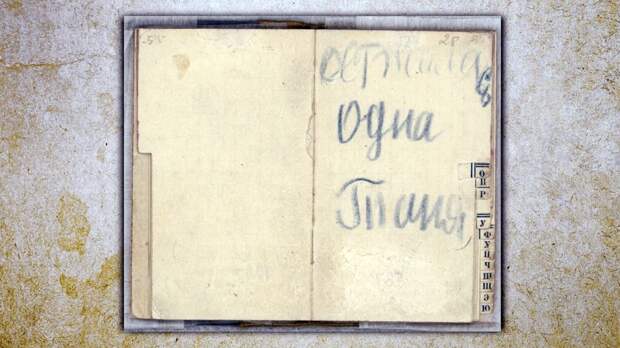 осталась
одна
Таня
О
П
Р
У
Ф
У
Ц
Ч
Ш
Щ
Э
Ю